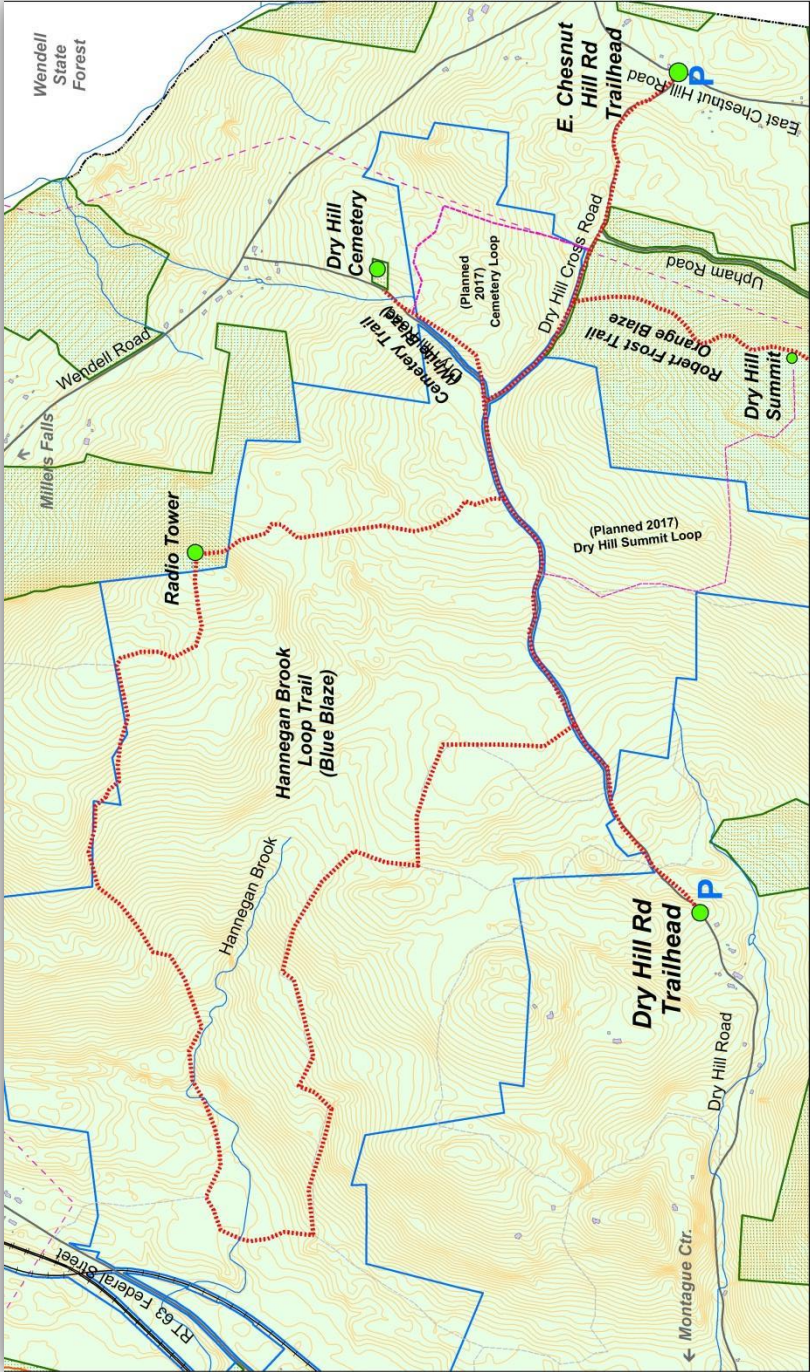 Wendell
State
Forest
Wendell Road
← Millers Falls
Dry Hill
Cemetery
Radio Tower
Cemetery Trail
(White Blaze)
(Planned
2017)
Cemetery Loop
E. Chesnut
Hill Rd
Trailhead
P
East Chestnut Hill Road
Dry Hill Cross Road
Upham Road
Robert Frost Trail
Orange Blaze
Dry Hill
Summit
(Planned 2017)
Dry Hill Summit Loop
Hannegan Brook
Loop Trail
(Blue Blaze)
Hannegan Brook
Dry Hill Rd
Trailhead
P
Dry Hill Road
← Montague Ctr.
RT 63 Federal Street